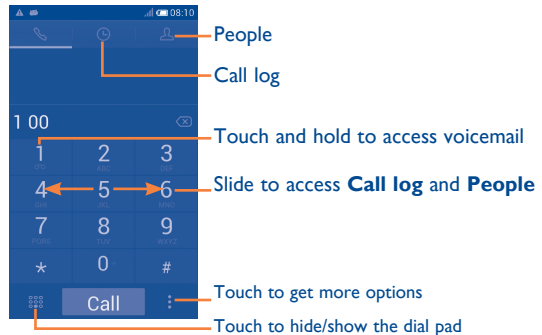 08:10
People
Call log
1 00
Touch and hold to access voicemail
1 2 3
ABC DEF
Slide to access Call log and People
4 5 6
GHI JKL MNO
7 8 9
PQRS TUV WXYZ
* 0 #
+
Touch to get more options
Call
Touch to hide/show the dial pad